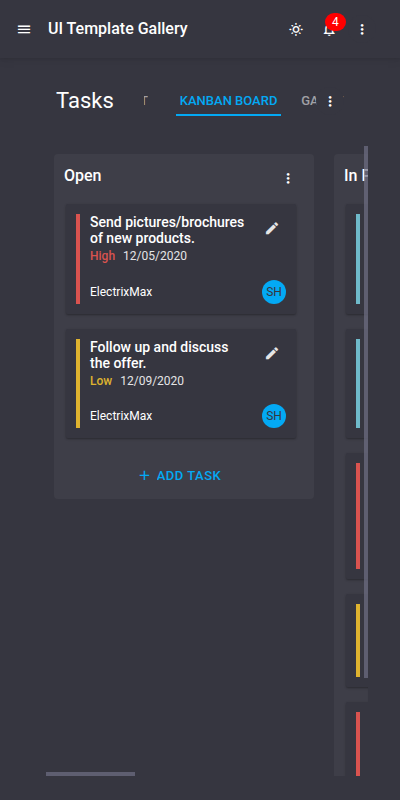 UI Template Gallery
4
Tasks
KANBAN BOARD
GA
Open
In
Send pictures/brochures
of new products.
High 12/05/2020
ElectrixMax
SH
Follow up and discuss
the offer.
Low 12/09/2020
ElectrixMax
SH
+ ADD TASK